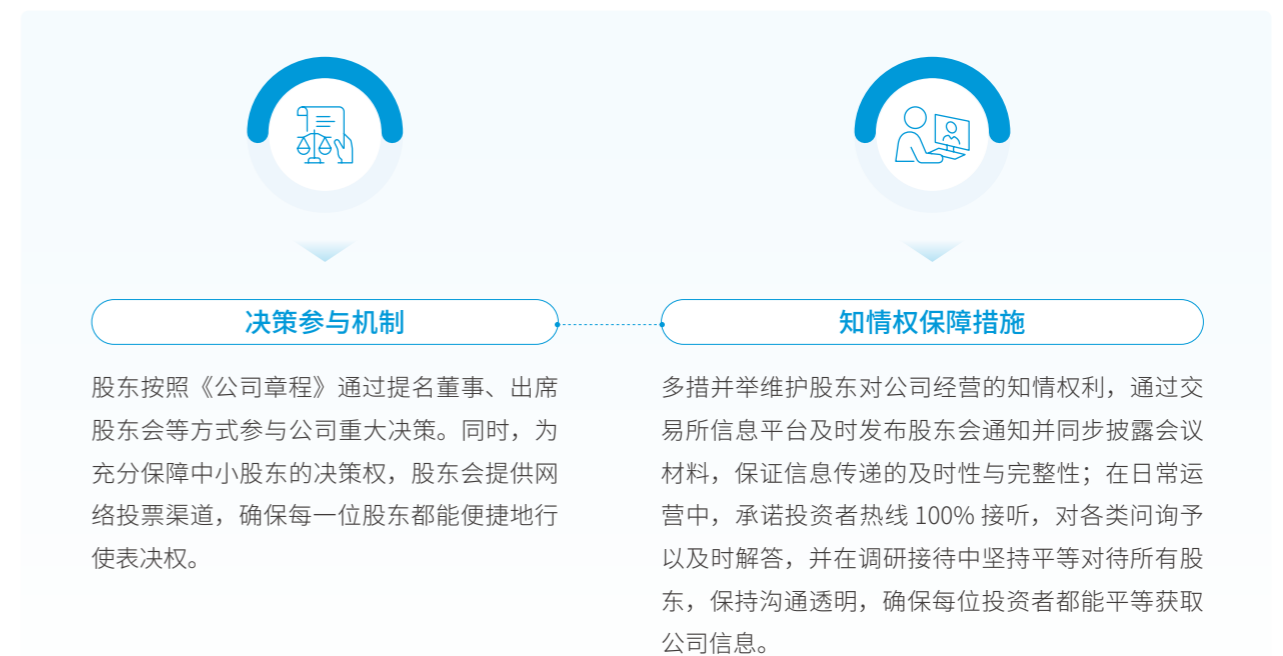 决策参与机制
股东按照《公司章程》通过提名董事、出席
股东会等方式参与公司重大决策。同时，为
充分保障中小股东的决策权，股东会提供网
络投票渠道，确保每一位股东都能便捷地行
使表决权。
知情权保障措施
多措并举维护股东对公司经营的知情权利，通过交
易所信息平台及时发布股东会通知并同步披露会议
材料，保证信息传递的及时性与完整性；在日常运
营中，承诺投资者热线 100% 接听，对各类问询予
以及时解答，并在调研接待中坚持平等对待所有股
东，保持沟通透明，确保每位投资者都能平等获取
公司信息。